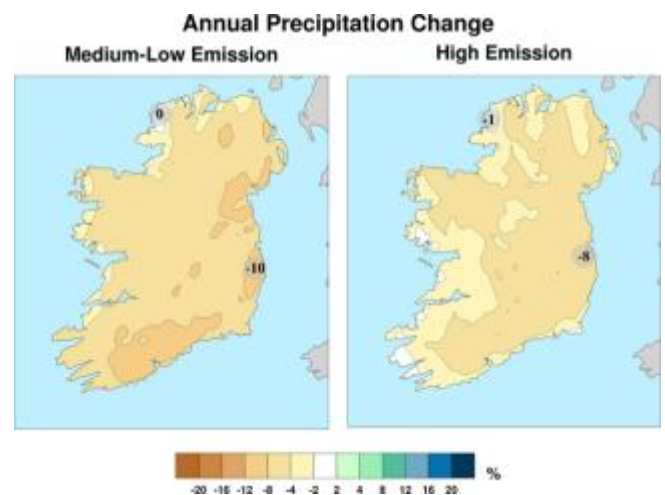 Annual Precipitation Change
Medium-Low Emission
High Emission
0
-1
-10
-8
-20 -16 -12 -8 -4 -2 2 4 8 12 16 20 %